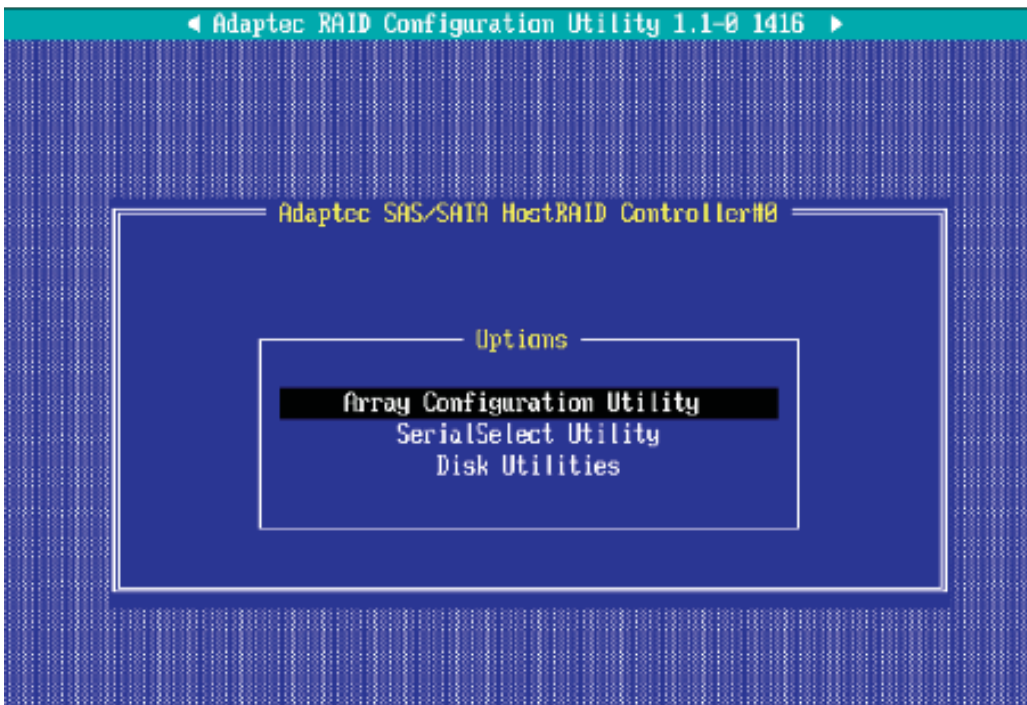 ◄ Adaptec RAID Configuration Utility 1.1-0 1416 ►
Adaptec SAS/SATA HostRAID Controller#0
Options
Array Configuration Utility
SerialSelect Utility
Disk Utilities